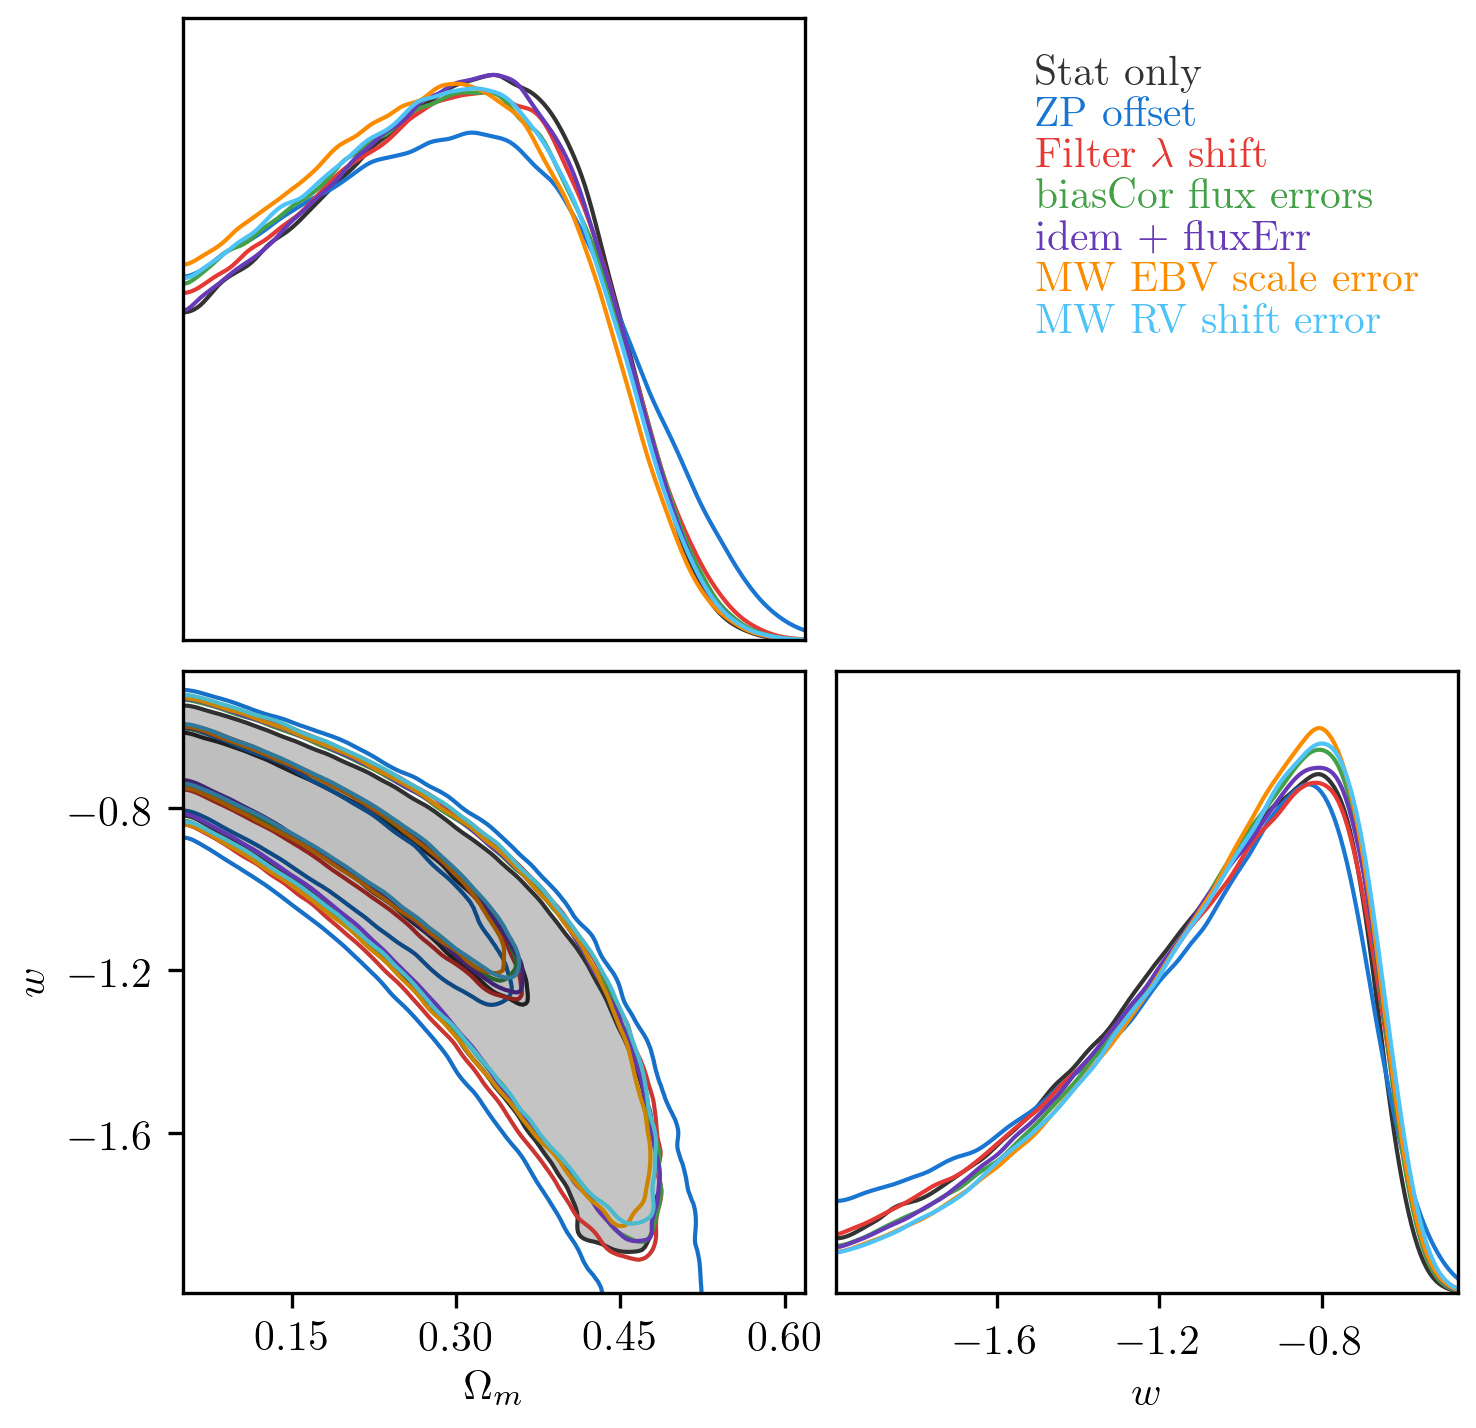 Stat only
ZP offset
Filter λ shift
biasCor flux errors
idem + fluxErr
MW EBV scale error
MW RV shift error
−0.8
−1.2
−1.6
w
0.15 0.30 0.45 0.60
Ωm
−1.6 −1.2 −0.8
w